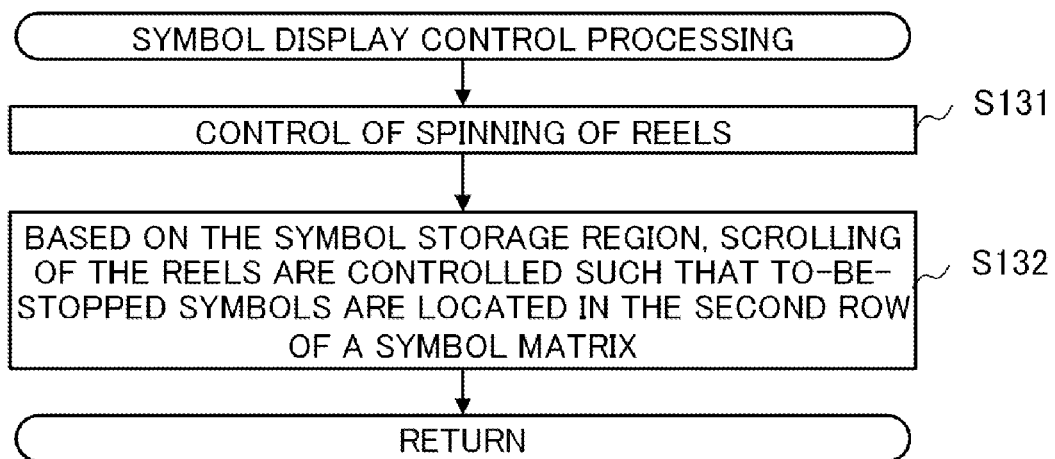 SYMBOL DISPLAY CONTROL PROCESSING
S131
CONTROL OF SPINNING OF REELS
BASED ON THE SYMBOL STORAGE REGION, SCROLLING
OF THE REELS ARE CONTROLLED SUCH THAT TO-BE-
STOPPED SYMBOLS ARE LOCATED IN THE SECOND ROW
OF A SYMBOL MATRIX
S132
RETURN